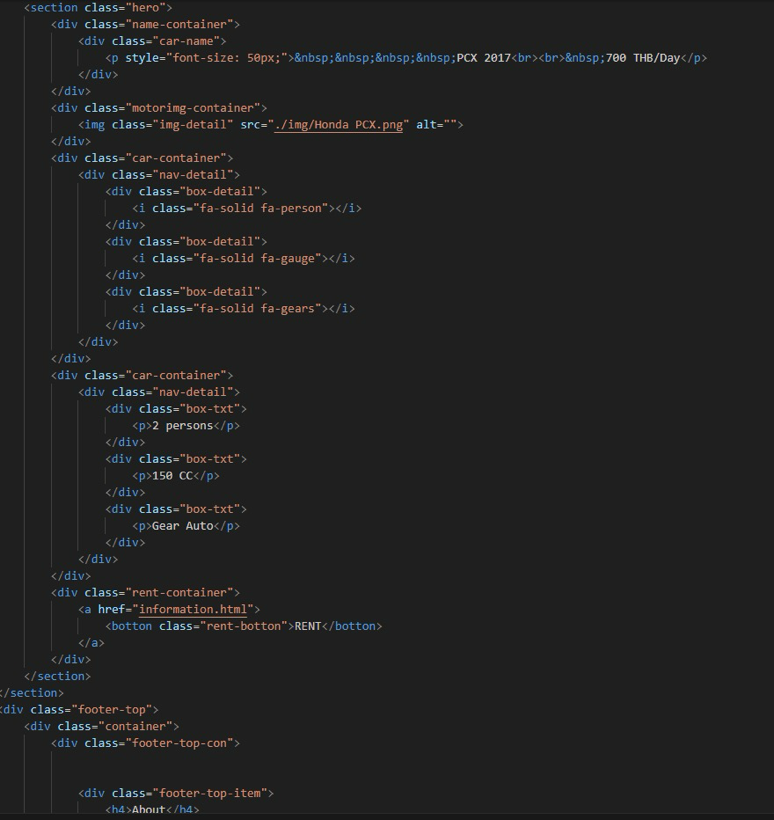 <section class="hero">
<div class="name-container">
<div class="car-name">
<p style="font-size: 50px;">&nbsp;&nbsp;&nbsp;&nbsp;PCX 2017<br><br>&nbsp;700 THB/Day</p>
</div>
</div>
<div class="motorimg-container">
<img class="img-detail" src="./img/Honda PCX.png" alt="">
</div>
<div class="car-container">
<div class="nav-detail">
<div class="box-detail">
<i class="fa-solid fa-person"></i>
</div>
<div class="box-detail">
<i class="fa-solid fa-gauge"></i>
</div>
<div class="box-detail">
<i class="fa-solid fa-gears"></i>
</div>
</div>
</div>
<div class="car-container">
<div class="nav-detail">
<div class="box-txt">
<p>2 persons</p>
</div>
<div class="box-txt">
<p>150 CC</p>
</div>
<div class="box-txt">
<p>Gear Auto</p>
</div>
</div>
</div>
<div class="rent-container">
<a href="information.html">
<botton class="rent-botton">RENT</botton>
</a>
</div>
</section>
</section>
<div class="footer-top">
<div class="container">
<div class="footer-top-con">
<div class="footer-top-item">
<h4>About</h4>